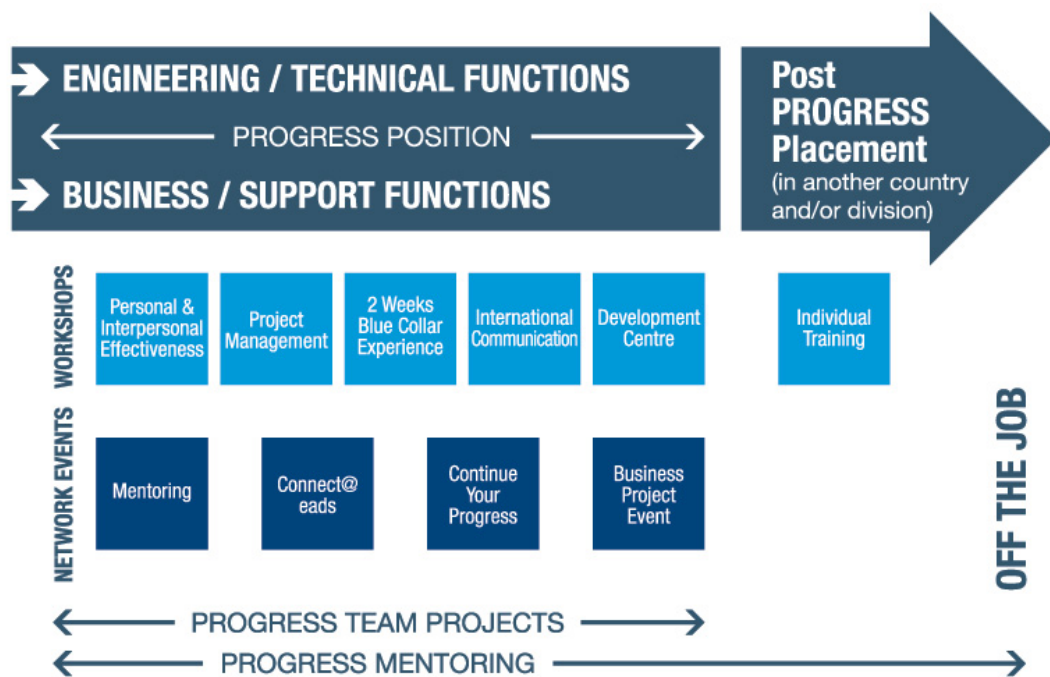 ENGINEERING / TECHNICAL FUNCTIONS
PROGRESS POSITION
BUSINESS / SUPPORT FUNCTIONS
Post
PROGRESS
Placement
(in another country
and/or division)
WORKSHOPS
Personal &
Interpersonal
Effectiveness
Project
Management
2 Weeks
Blue Collar
Experience
International
Communication
Development
Centre
Individual
Training
NETWORK EVENTS
Mentoring
Connect@
eads
Continue
Your
Progress
Business
Project
Event
OFF THE JOB
PROGRESS TEAM PROJECTS
PROGRESS MENTORING